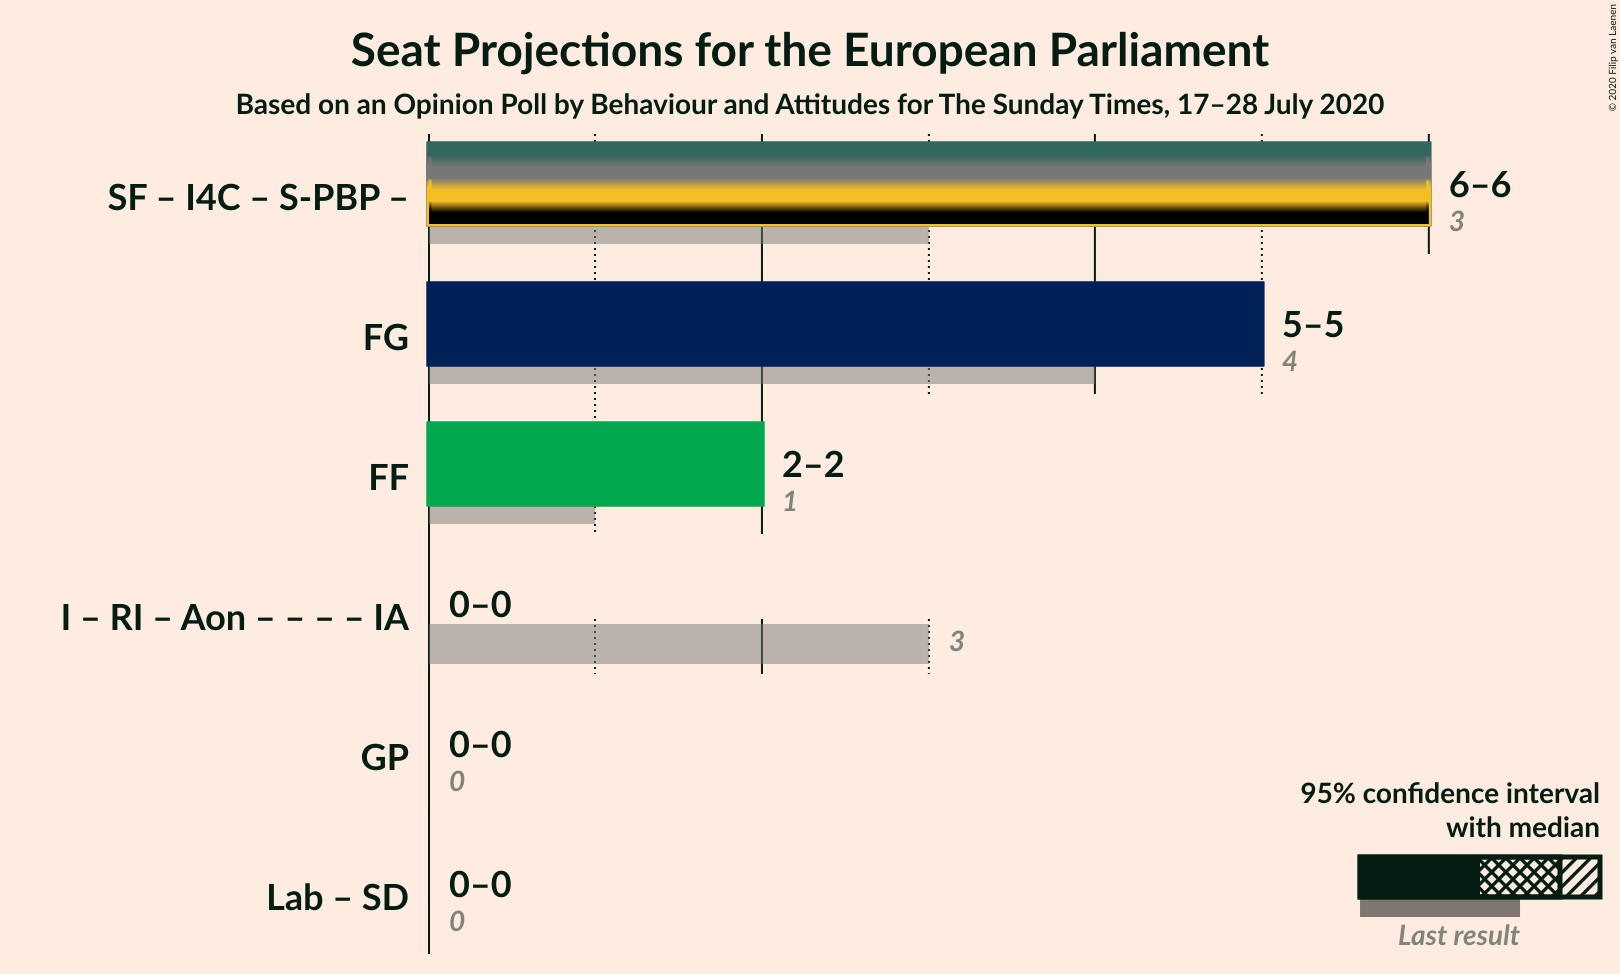 Seat Projections for the European Parliament
Based on an Opinion Poll by Behaviour and Attitudes for The Sunday Times, 17–28 July 2020
© 2020 Filip van Laenen
SF – I4C – S-PBP –
6–6
3
FG
5–5
4
FF
2–2
1
I – RI – Aon – – – – IA
0–0
3
GP
0–0
0
Lab – SD
0–0
0
95% confidence interval
with median
Last result